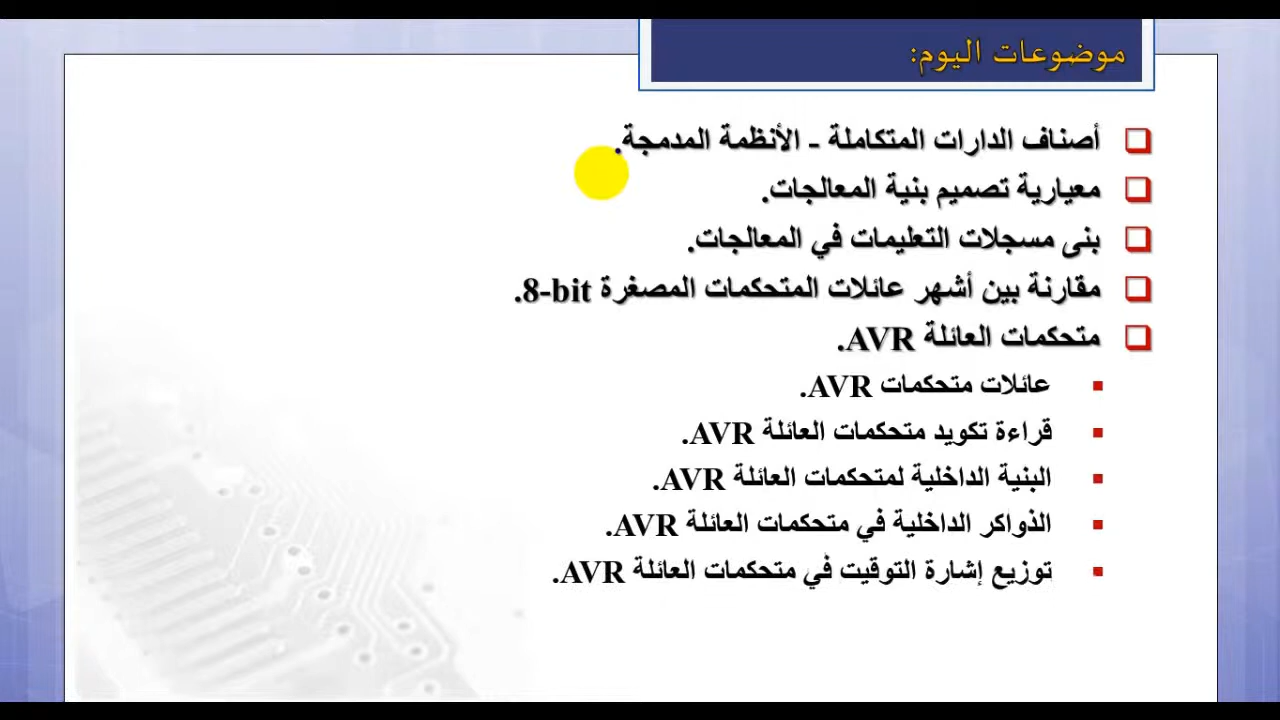 موضوعات اليوم:
أصناف الدارات المتكاملة - الأنظمة المدمجة.
معيارية تصميم بنية المعالجات.
بنى مسجلات التعليمات في المعالجات.
مقارنة بين أشهر عائلات المتحكمات المصغرة 8-bit.
متحكمات العائلة AVR.
عائلات متحكمات AVR.
قراءة تكويد متحكمات العائلة AVR.
البنية الداخلية لمتحكمات العائلة AVR.
الذواكر الداخلية في متحكمات العائلة AVR.
توزيع إشارة التوقيت في متحكمات العائلة AVR.